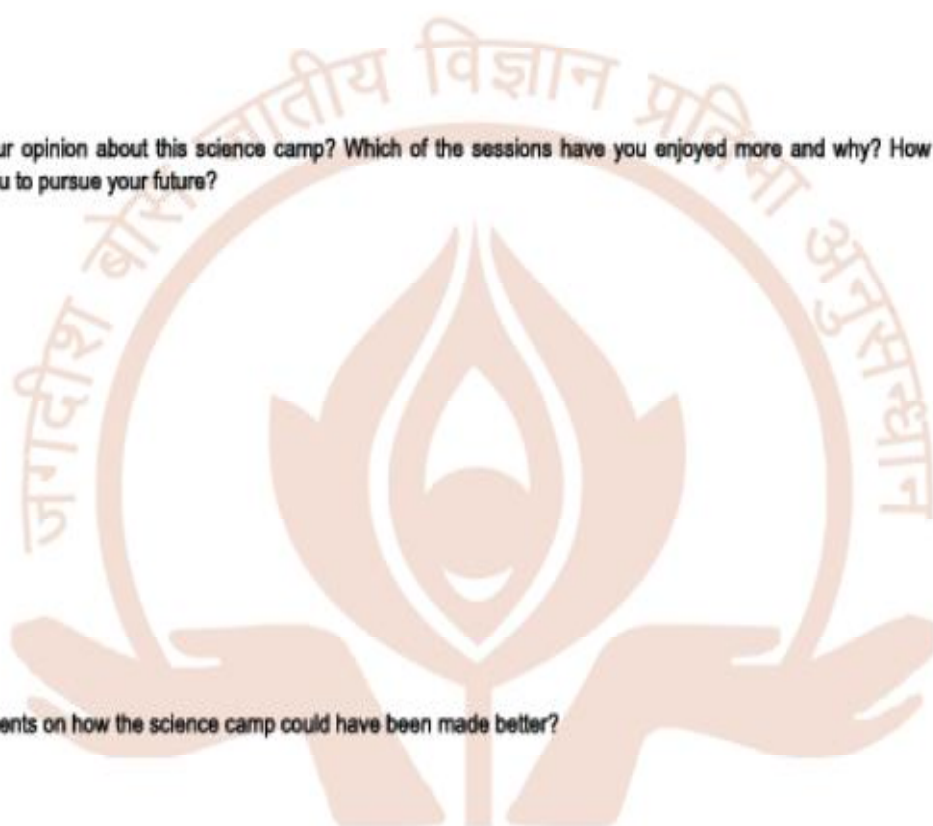 जगदीश बोस जातीय विज्ञान प्रतिभा अनुसन्धान
ur opinion about this science camp? Which of the sessions have you enjoyed more and why? How
u to pursue your future?
ents on how the science camp could have been made better?